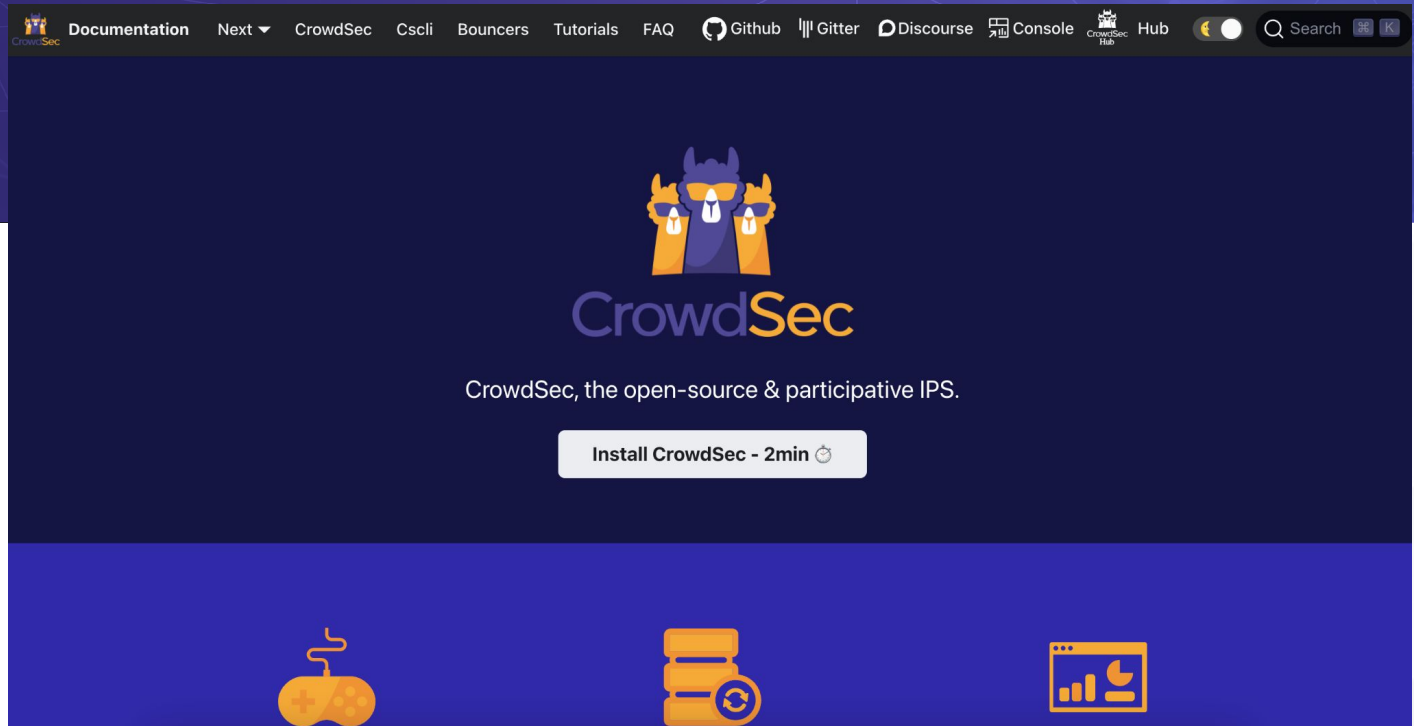 CrowdSec Documentation Next CrowdSec Cscli Bouncers Tutorials FAQ Github Gitter Discourse Console CrowdSec Hub Hub Search ⌘ K
CrowdSec
CrowdSec, the open-source & participative IPS.
Install CrowdSec - 2min ⏱